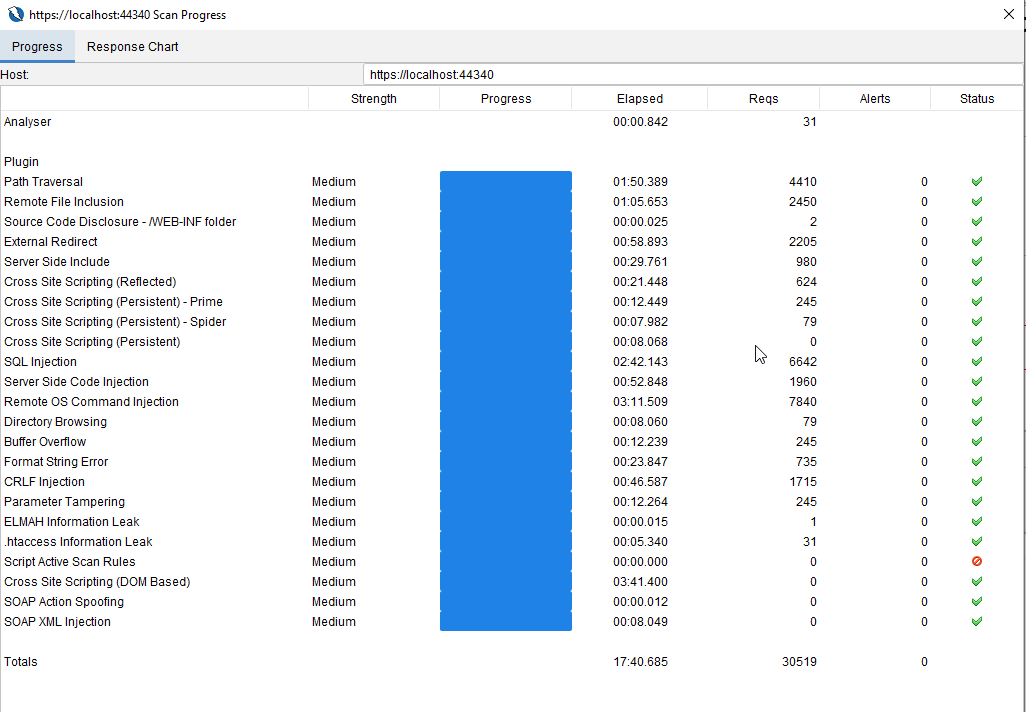 https://localhost:44340 Scan Progress
Progress Response Chart
Host: https://localhost:44340
Strength Progress Elapsed Reqs Alerts Status
Analyser 00:00.842 31
Plugin
Path Traversal Medium 01:50.389 4410 0
Remote File Inclusion Medium 01:05.653 2450 0
Source Code Disclosure - /WEB-INF folder Medium 00:00.025 2 0
External Redirect Medium 00:58.893 2205 0
Server Side Include Medium 00:29.761 980 0
Cross Site Scripting (Reflected) Medium 00:21.448 624 0
Cross Site Scripting (Persistent) - Prime Medium 00:12.449 245 0
Cross Site Scripting (Persistent) - Spider Medium 00:07.982 79 0
Cross Site Scripting (Persistent) Medium 00:08.068 0 0
SQL Injection Medium 02:42.143 6642 0
Server Side Code Injection Medium 00:52.848 1960 0
Remote OS Command Injection Medium 03:11.509 7840 0
Directory Browsing Medium 00:08.060 79 0
Buffer Overflow Medium 00:12.239 245 0
Format String Error Medium 00:23.847 735 0
CRLF Injection Medium 00:46.587 1715 0
Parameter Tampering Medium 00:12.264 245 0
ELMAH Information Leak Medium 00:00.015 1 0
.htaccess Information Leak Medium 00:05.340 31 0
Script Active Scan Rules Medium 00:00.000 0 0
Cross Site Scripting (DOM Based) Medium 03:41.400 0 0
SOAP Action Spoofing Medium 00:00.012 0 0
SOAP XML Injection Medium 00:08.049 0 0
Totals 17:40.685 30519 0